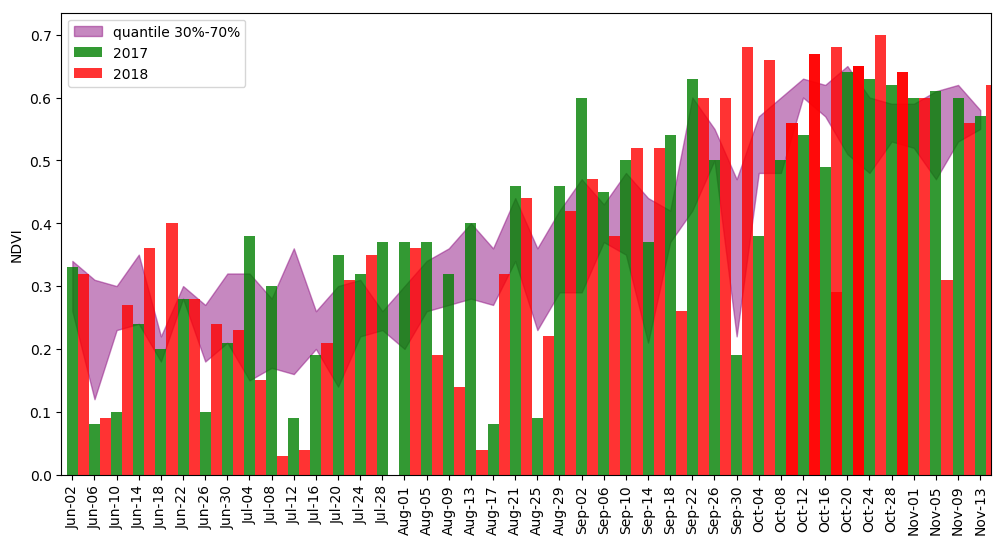 quantile 30%-70%
2017
2018
NDVI
0.7
0.6
0.5
0.4
0.3
0.2
0.1
0.0
Jun-02
Jun-06
Jun-10
Jun-14
Jun-18
Jun-22
Jun-26
Jun-30
Jul-04
Jul-08
Jul-12
Jul-16
Jul-20
Jul-24
Jul-28
Aug-01
Aug-05
Aug-09
Aug-13
Aug-17
Aug-21
Aug-25
Aug-29
Sep-02
Sep-06
Sep-10
Sep-14
Sep-18
Sep-22
Sep-26
Sep-30
Oct-04
Oct-08
Oct-12
Oct-16
Oct-20
Oct-24
Oct-28
Nov-01
Nov-05
Nov-09
Nov-13